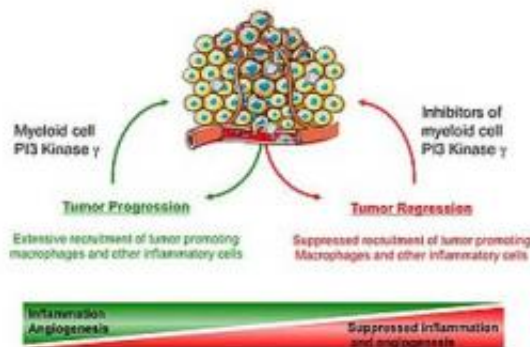 Myeloid cell
PI3 Kinase γ
Inhibitors of
myeloid cell
PI3 Kinase γ
Tumor Progression
Extensive recruitment of tumor promoting
macrophages and other inflammatory cells
Tumor Regression
Suppressed recruitment of tumor promoting
Macrophages and other inflammatory cells
Inflammation
Angiogenesis
Suppressed inflammation
and angiogenesis